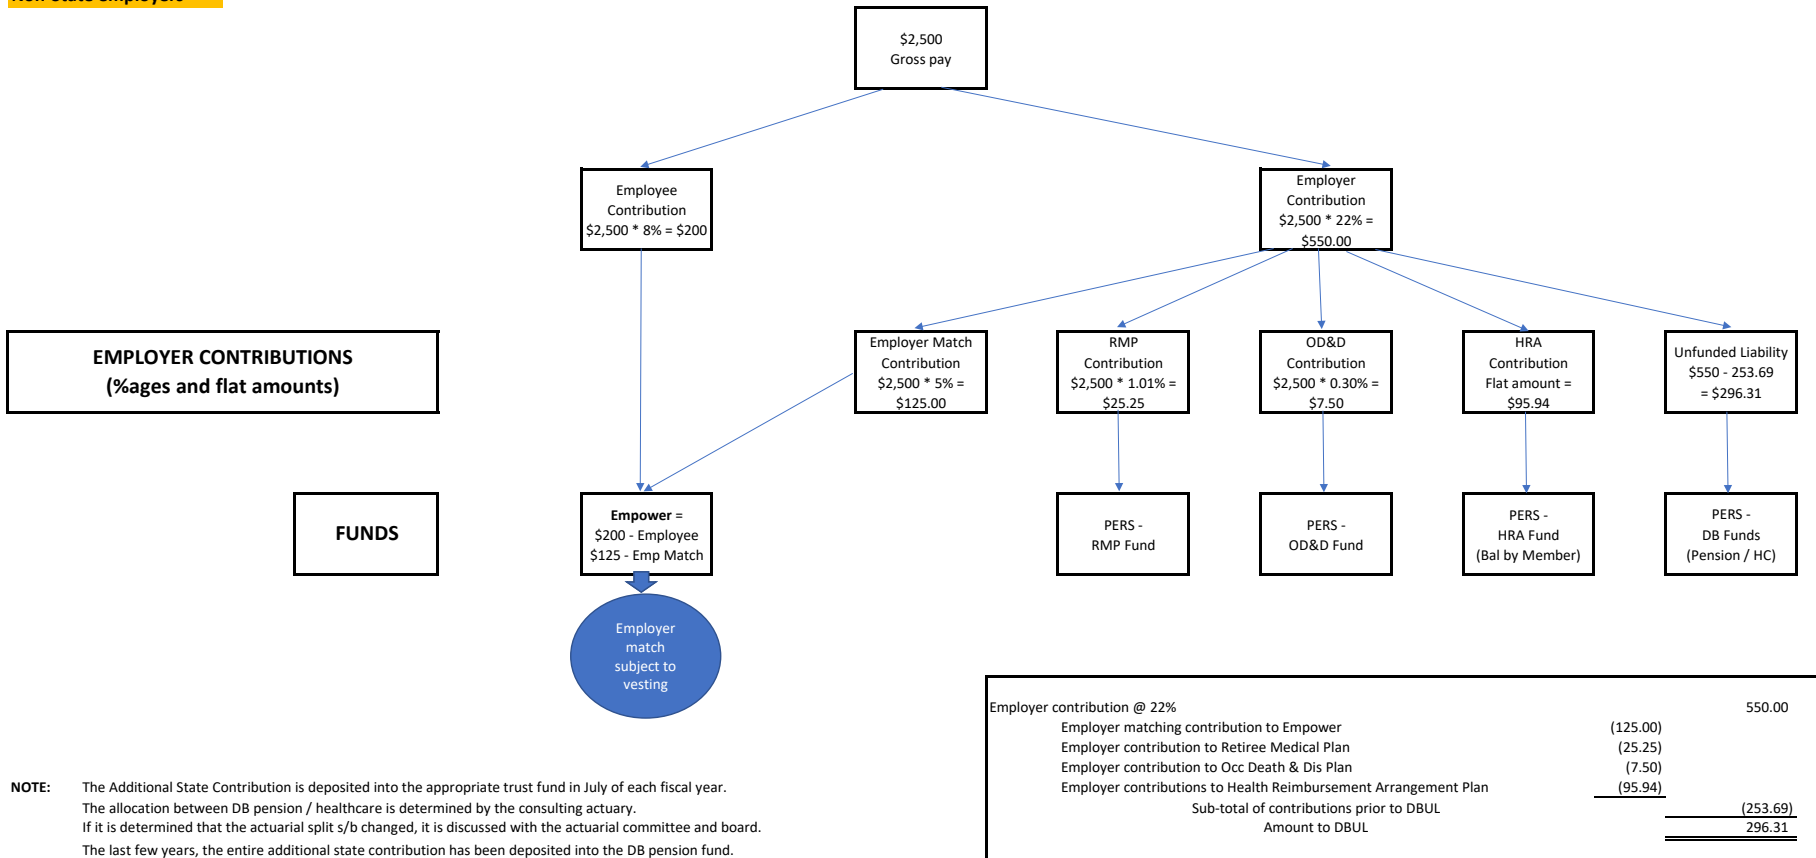 Non-State Employers
$2,500
Gross pay
Employee
Contribution
$2,500 * 8% = $200
Employer
Contribution
$2,500 * 22% =
$550.00
EMPLOYER CONTRIBUTIONS
(%ages and flat amounts)
Employer Match
Contribution
$2,500 * 5% =
$125.00
RMP
Contribution
$2,500 * 1.01% =
$25.25
OD&D
Contribution
$2,500 * 0.30% =
$7.50
HRA
Contribution
Flat amount =
$95.94
Unfunded Liability
$550 - 253.69
= $296.31
FUNDS
Empower =
$200 - Employee
$125 - Emp Match
PERS -
RMP Fund
PERS -
OD&D Fund
PERS -
HRA Fund
(Bal by Member)
PERS -
DB Funds
(Pension / HC)
Employer
match
subject to
vesting
Employer contribution @ 22% 550.00
Employer matching contribution to Empower (125.00)
Employer contribution to Retiree Medical Plan (25.25)
Employer contribution to Occ Death & Dis Plan (7.50)
Employer contributions to Health Reimbursement Arrangement Plan (95.94)
Sub-total of contributions prior to DBUL (253.69)
Amount to DBUL 296.31
NOTE: The Additional State Contribution is deposited into the appropriate trust fund in July of each fiscal year.
The allocation between DB pension / healthcare is determined by the consulting actuary.
If it is determined that the actuarial split s/b changed, it is discussed with the actuarial committee and board.
The last few years, the entire additional state contribution has been deposited into the DB pension fund.